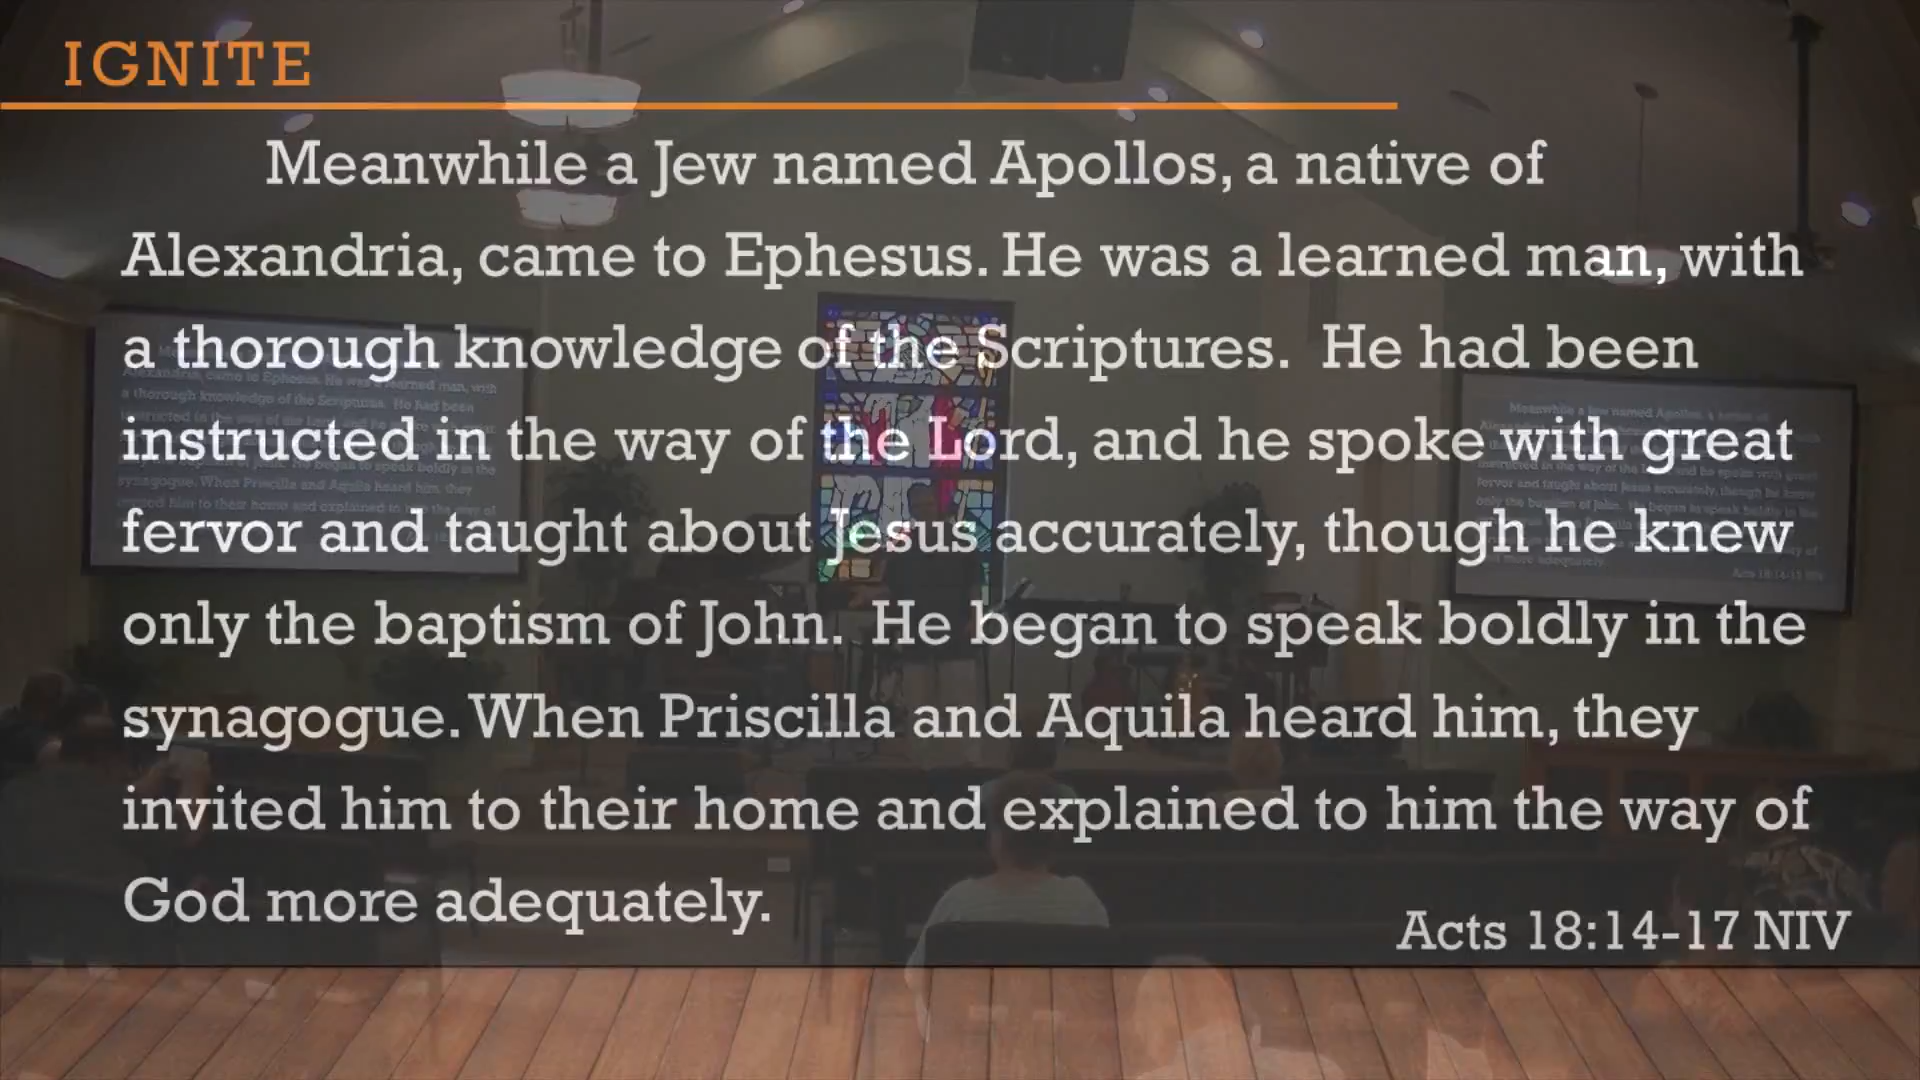 IGNITE
Meanwhile a Jew named Apollos, a native of
Alexandria, came to Ephesus. He was a learned man, with
a thorough knowledge of the Scriptures. He had been
instructed in the way of the Lord, and he spoke with great
fervor and taught about Jesus accurately, though he knew
only the baptism of John. He began to speak boldly in the
synagogue. When Priscilla and Aquila heard him, they
invited him to their home and explained to him the way of
God more adequately.
Acts 18:14-17 NIV